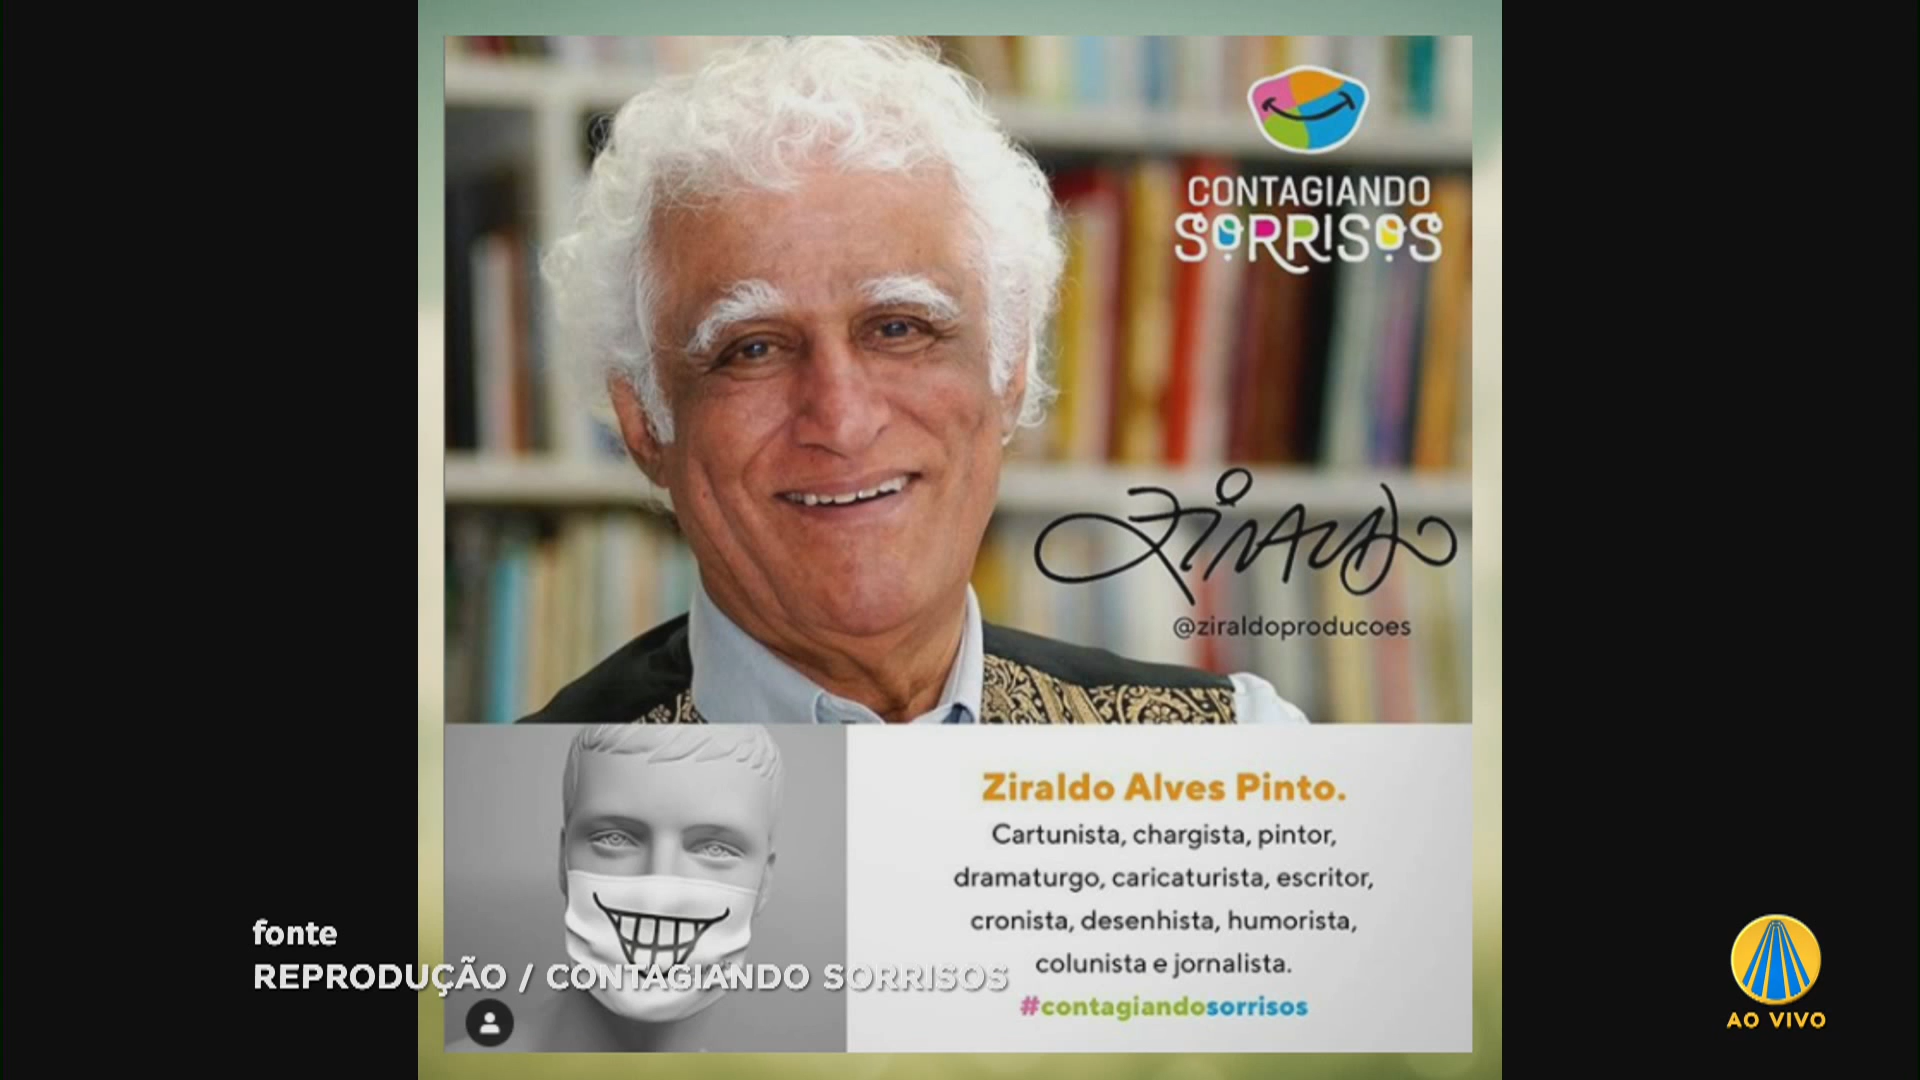 CONTAGIANDO
SORRISOS
ZIRALDO
@ziraldoproducoes
Ziraldo Alves Pinto.
Cartunista, chargista, pintor,
dramaturgo, caricaturista, escritor,
cronista, desenhista, humorista,
colunista e jornalista.
#contagiandosorrisos
fonte
REPRODUÇÃO / CONTAGIANDO SORRISOS
AO VIVO